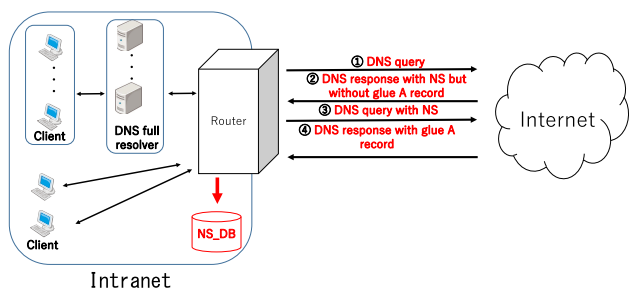 ① DNS query
② DNS response with NS but
without glue A record
③ DNS query with NS
④ DNS response with glue A
record
Client
DNS full
resolver
Router
Internet
Client
NS_DB
Intranet